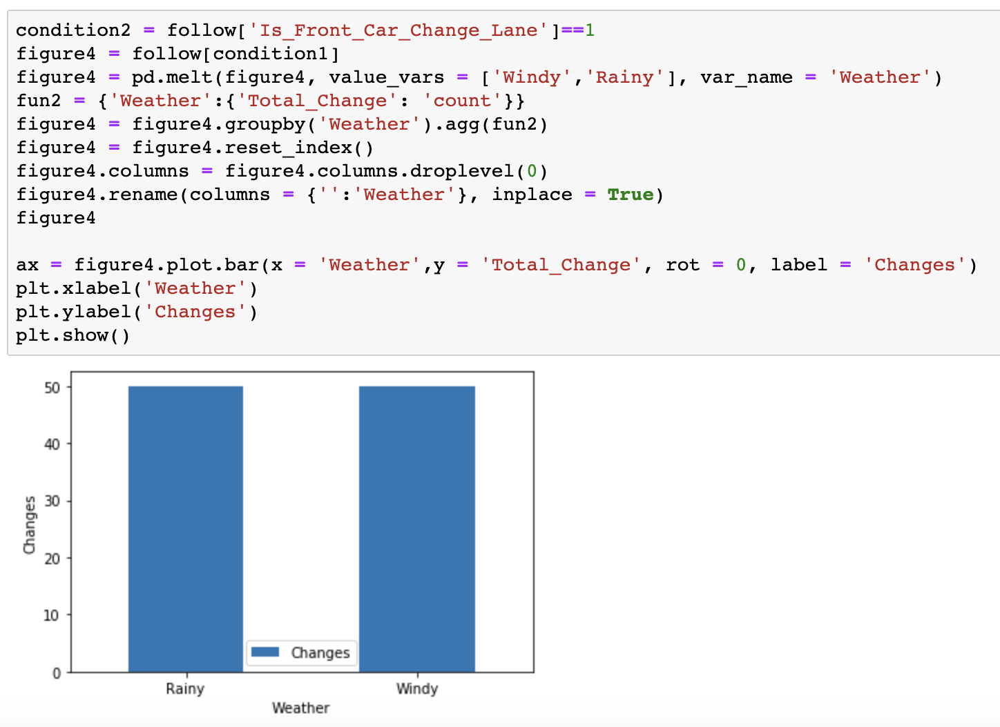 condition2 = follow['Is_Front_Car_Change_Lane']==1
figure4 = follow[condition1]
figure4 = pd.melt(figure4, value_vars = ['Windy','Rainy'], var_name = 'Weather')
fun2 = {'Weather':{'Total_Change': 'count'}}
figure4 = figure4.groupby('Weather').agg(fun2)
figure4 = figure4.reset_index()
figure4.columns = figure4.columns.droplevel(0)
figure4.rename(columns = {'':'Weather'}, inplace = True)
figure4

ax = figure4.plot.bar(x = 'Weather',y = 'Total_Change', rot = 0, label = 'Changes')
plt.xlabel('Weather')
plt.ylabel('Changes')
plt.show()
50
40
30
20
10
0
Changes
Changes
Rainy
Windy
Weather